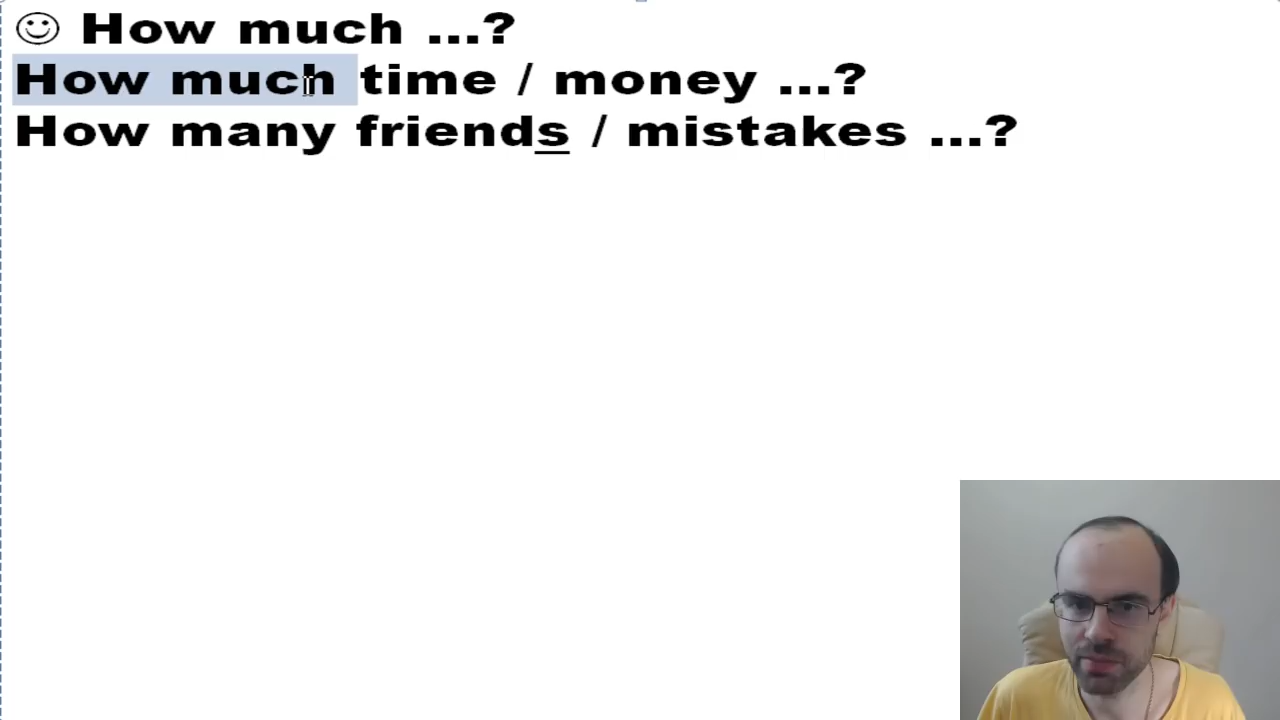 ☺ How much ...?
How much time / money ...?
How many friends / mistakes ...?